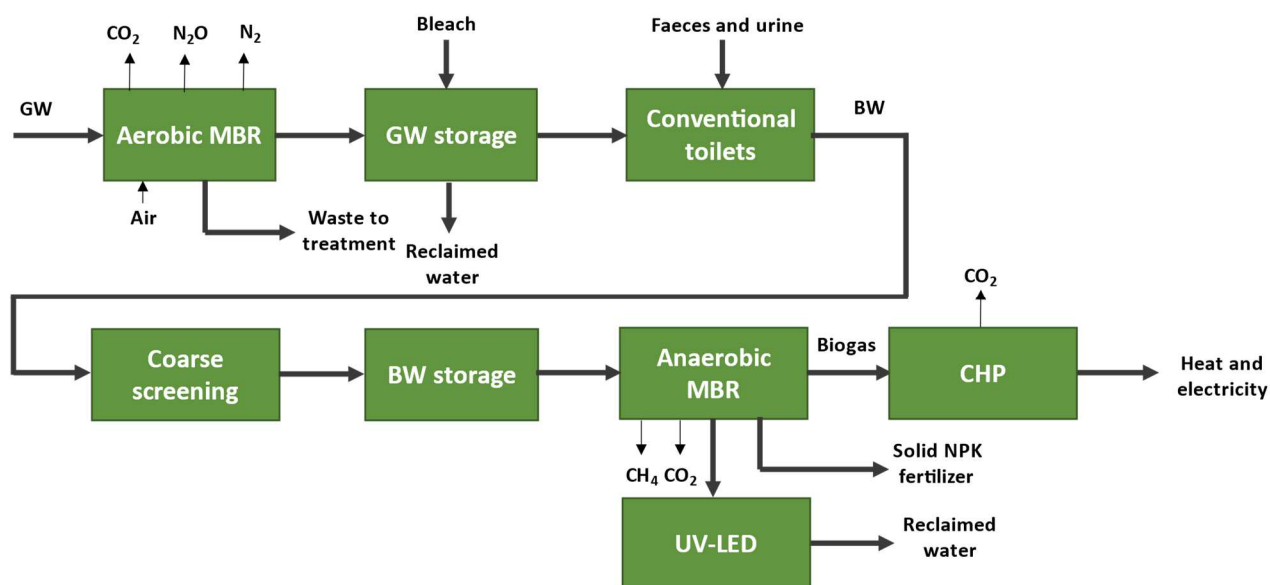 CO₂
N₂O
N₂
Bleach
Faeces and urine
GW
Aerobic MBR
GW storage
Conventional
toilets
BW
Air
Waste to
treatment
Reclaimed
water
CO₂
Coarse
screening
BW storage
Anaerobic
MBR
Biogas
CHP
Heat and
electricity
CH₄ CO₂
Solid NPK
fertilizer
UV-LED
Reclaimed
water